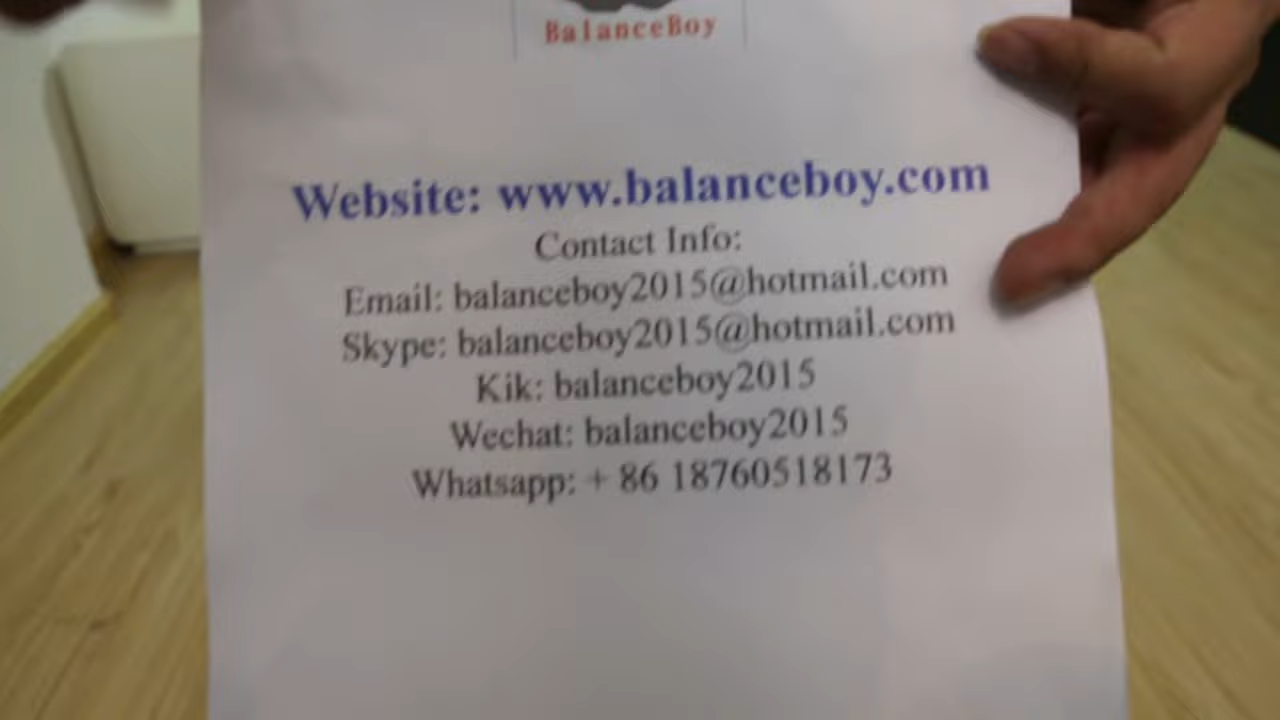 BalanceBoy
Website: www.balanceboy.com
Contact Info:
Email: balanceboy2015@hotmail.com
Skype: balanceboy2015@hotmail.com
Kik: balanceboy2015
Wechat: balanceboy2015
Whatsapp: + 86 18760518173